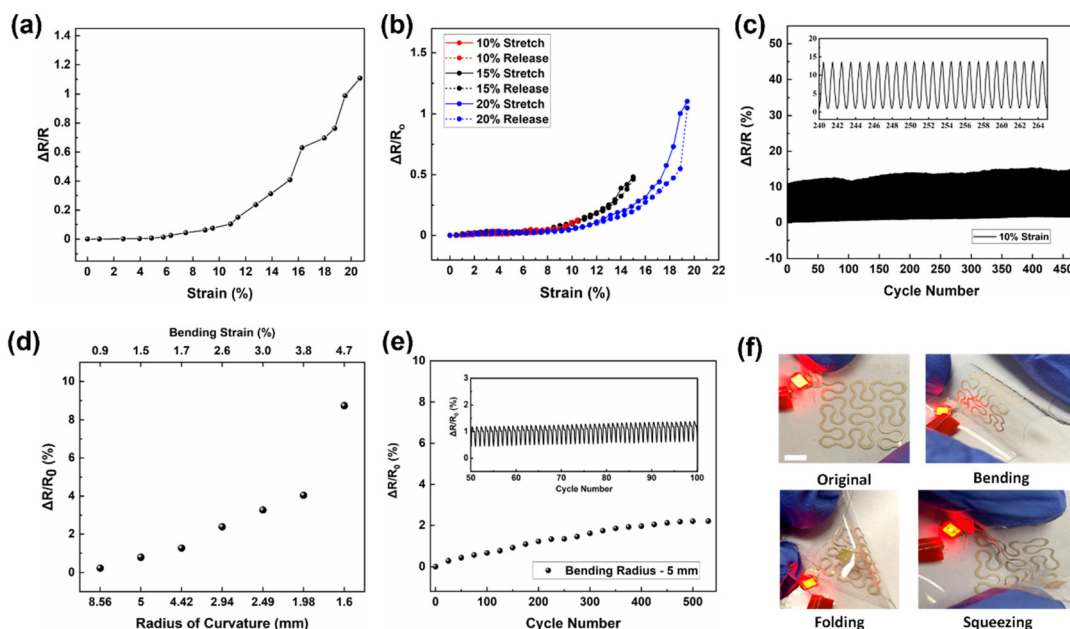 (a)
1.4
1.2
1
0.8
0.6
0.4
0.2
0
ΔR/R
0 2 4 6 8 10 12 14 16 18 20
Strain (%)
(b)
1.5
1
0.5
0
ΔR/Ro
10% Stretch
10% Release
15% Stretch
15% Release
20% Stretch
20% Release
0 2 4 6 8 10 12 14 16 18 20 22
Strain (%)
(c)
50
40
30
20
10
0
-10
ΔR/R (%)
20
15
10
5
0
240 242 244 246 248 250 252 254 256 258 260 262 264
10% Strain
0 50 100 150 200 250 300 350 400 450
Cycle Number
(d)
Bending Strain (%)
0.9 1.5 1.7 2.6 3.0 3.8 4.7
10
8
6
4
2
0
ΔR/R0 (%)
8.56 5 4.42 2.94 2.49 1.98 1.6
Radius of Curvature (mm)
(e)
10
8
6
4
2
0
ΔR/R0 (%)
3
2
1
0
ΔR/R0 (%)
50 60 70 80 90 100
Cycle Number
Bending Radius - 5 mm
0 100 200 300 400 500
Cycle Number
(f)
Original
Bending
Folding
Squeezing